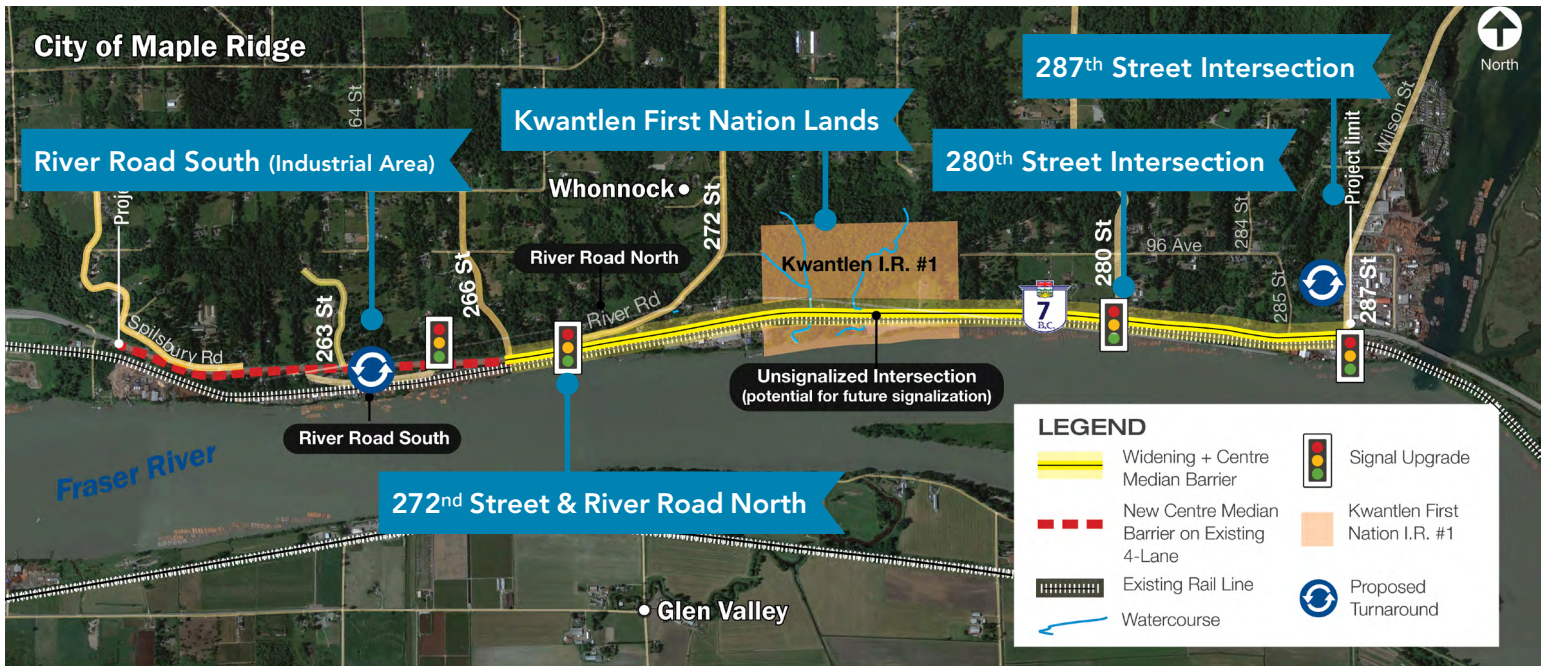 City of Maple Ridge
North
287th Street Intersection
Kwantlen First Nation Lands
River Road South (Industrial Area)
280th Street Intersection
64 St
Wilson St
Project limit
Proje
Whonnock
272 St
River Road North
Kwantlen I.R. #1
96 Ave
284 St
280 St
285 St
287 St
266 St
263 St
River Rd
Spilsbury Rd
7
B.C.
Unsignalized Intersection
(potential for future signalization)
River Road South
Fraser River
272nd Street & River Road North
Glen Valley
LEGEND
Widening + Centre
Median Barrier
New Centre Median
Barrier on Existing
4-Lane
Existing Rail Line
Watercourse
Signal Upgrade
Kwantlen First
Nation I.R. #1
Proposed
Turnaround